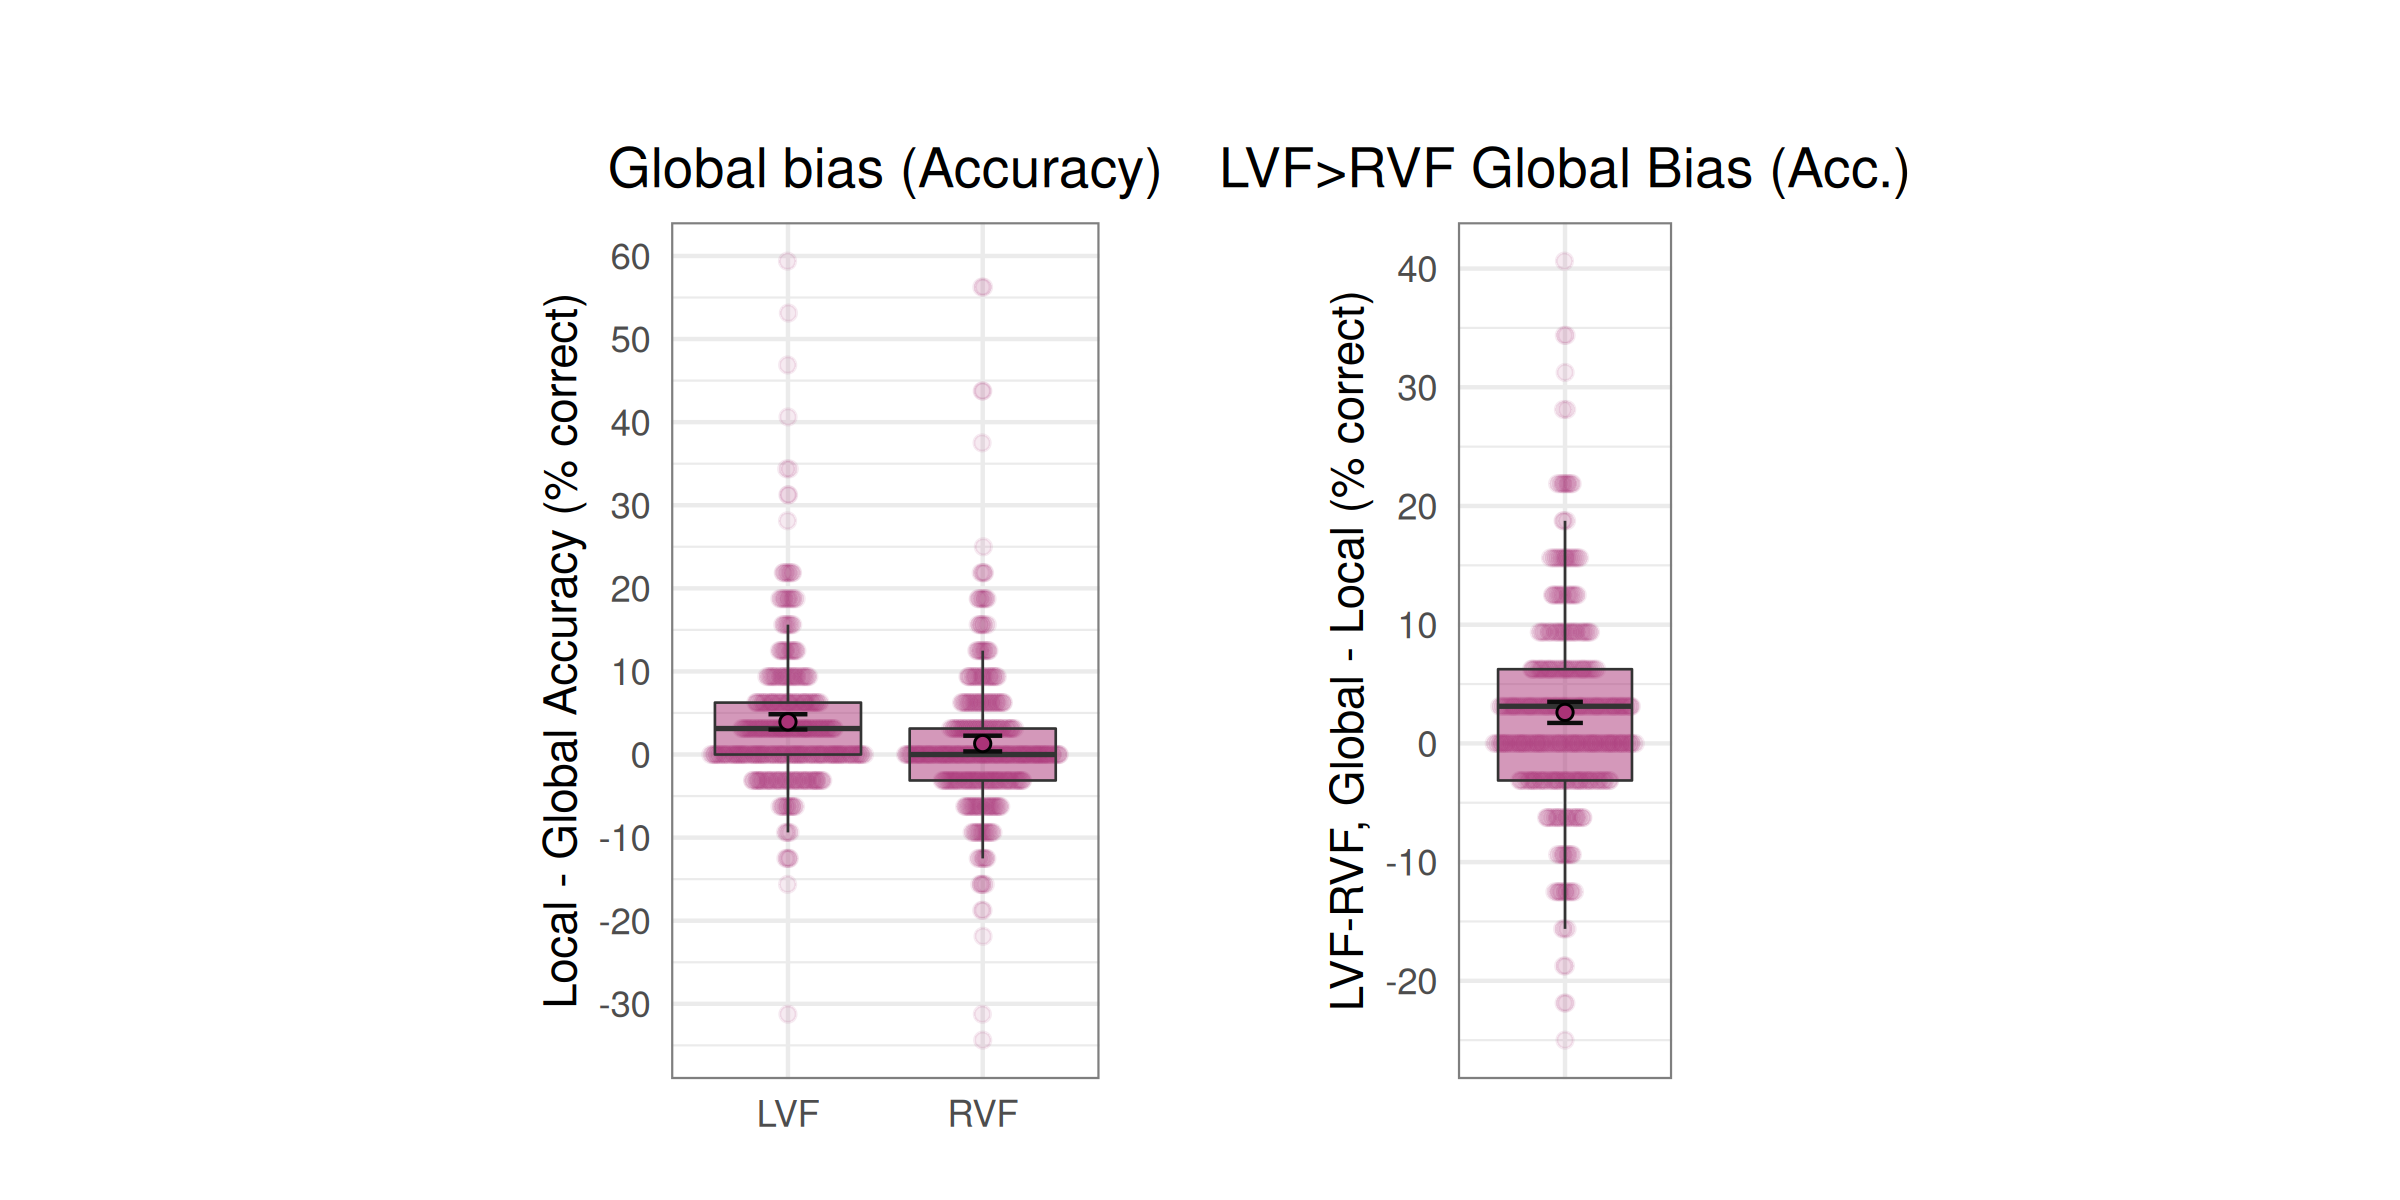 Global bias (Accuracy)
Local - Global Accuracy (% correct)
60
50
40
30
20
10
0
-10
-20
-30
LVF
RVF
LVF>RVF Global Bias (Acc.)
LVF-RVF, Global - Local (% correct)
40
30
20
10
0
-10
-20